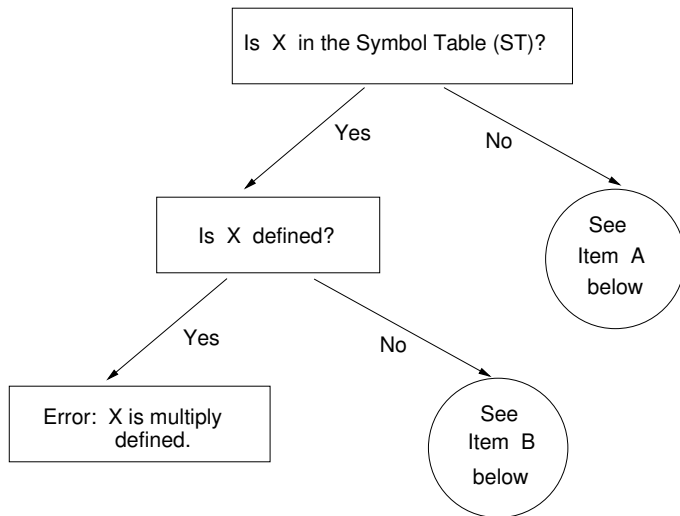 Is X in the Symbol Table (ST)?
Yes
No
Is X defined?
See
Item A
below
Yes
No
Error: X is multiply
defined.
See
Item B
below